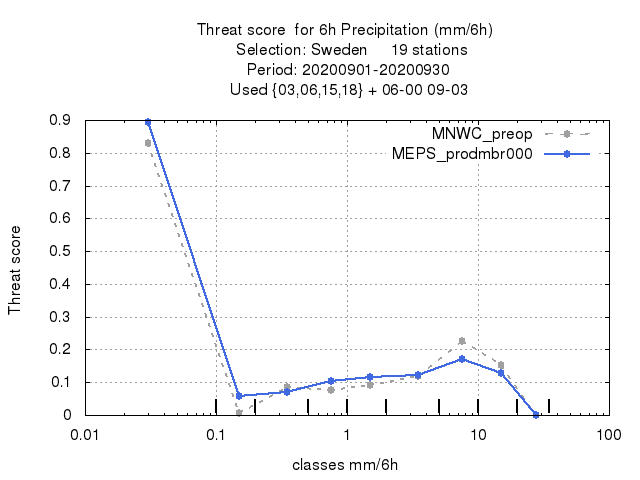 Threat score  for 6h Precipitation (mm/6h)
Selection: Sweden     19 stations
Period: 20200901-20200930
Used {03,06,15,18} + 06-00 09-03
MNWC_preop
MEPS_prodmbr000
Threat score
0.9
0.8
0.7
0.6
0.5
0.4
0.3
0.2
0.1
0
0.01
0.1
1
10
100
classes mm/6h